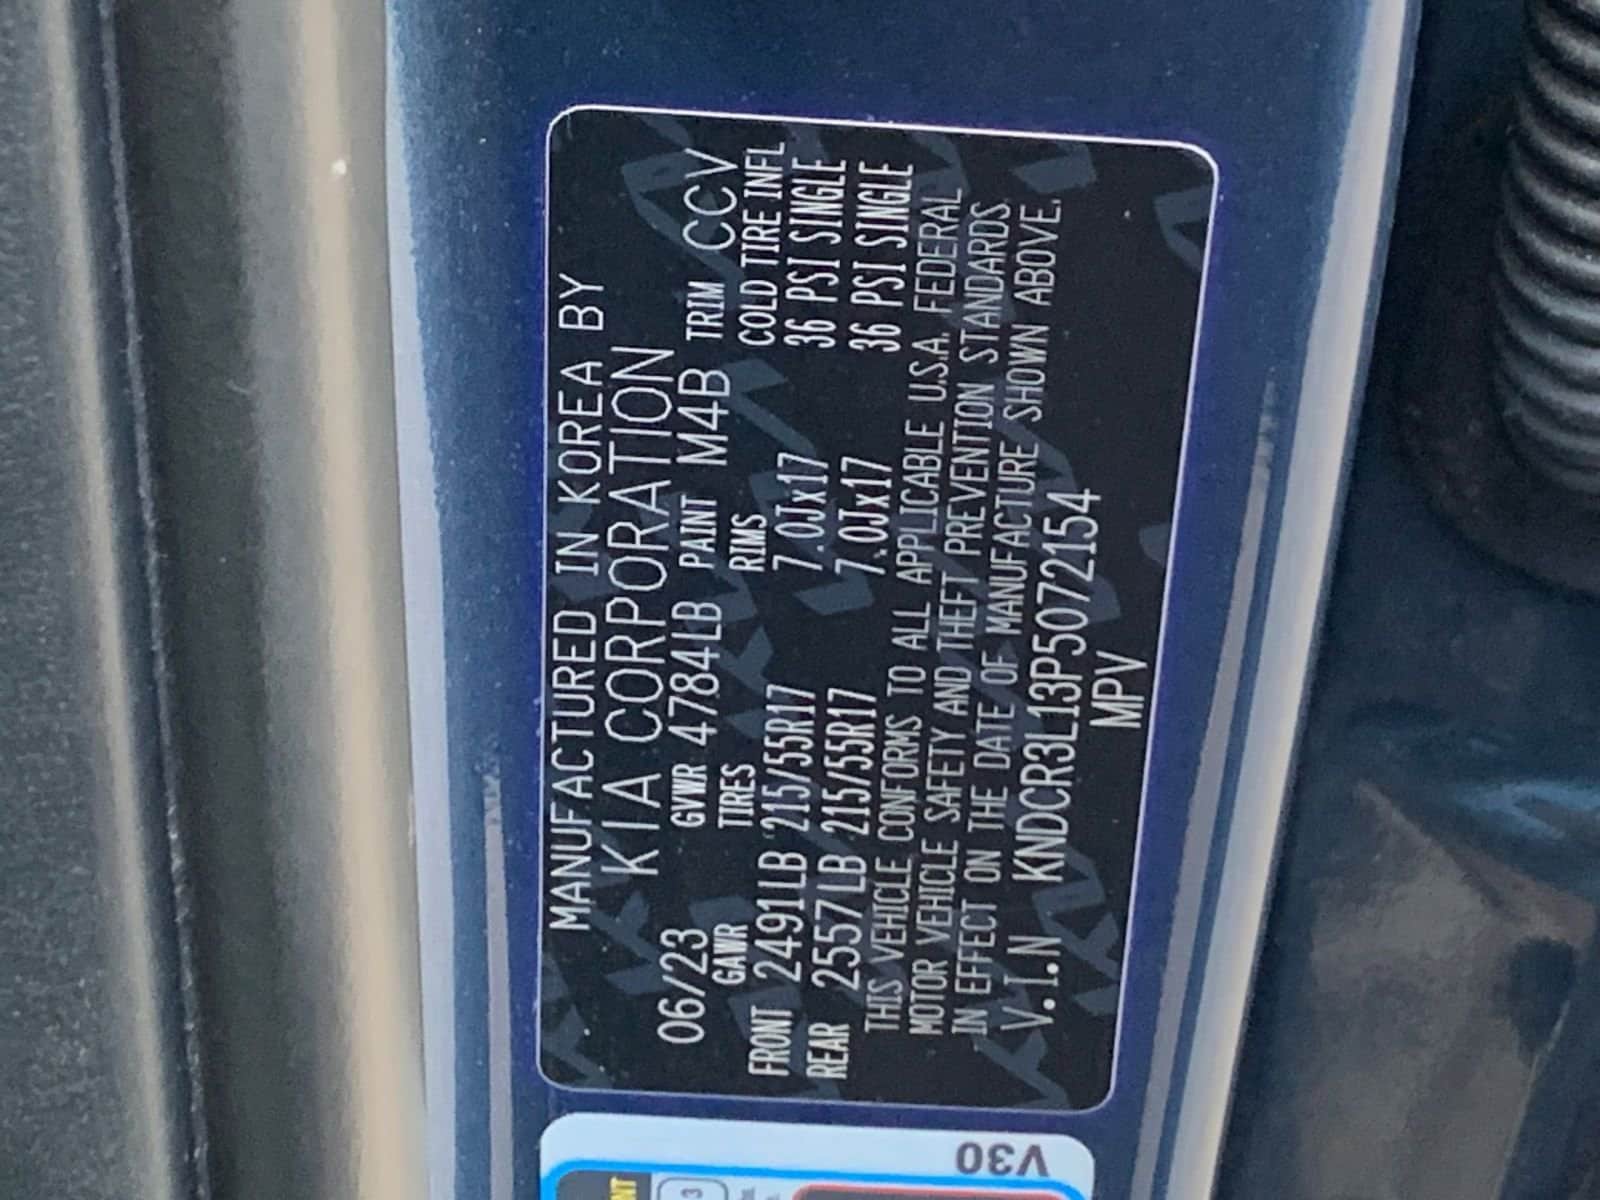 MANUFACTURED IN KOREA BY
KIA CORPORATION
06/23 GVWR 4784LB PAINT M4B TRIM CCV
GAWR TIRES RIMS COLD TIRE INFL
FRONT 2491LB 215/55R17 7.0Jx17 36 PSI SINGLE
REAR 2557LB 215/55R17 7.0Jx17 36 PSI SINGLE
THIS VEHICLE CONFORMS TO ALL APPLICABLE U.S.A. FEDERAL
MOTOR VEHICLE SAFETY AND THEFT PREVENTION STANDARDS
IN EFFECT ON THE DATE OF MANUFACTURE SHOWN ABOVE.
V.I.N KNDCR3L13P5072154
MPV
V30
3